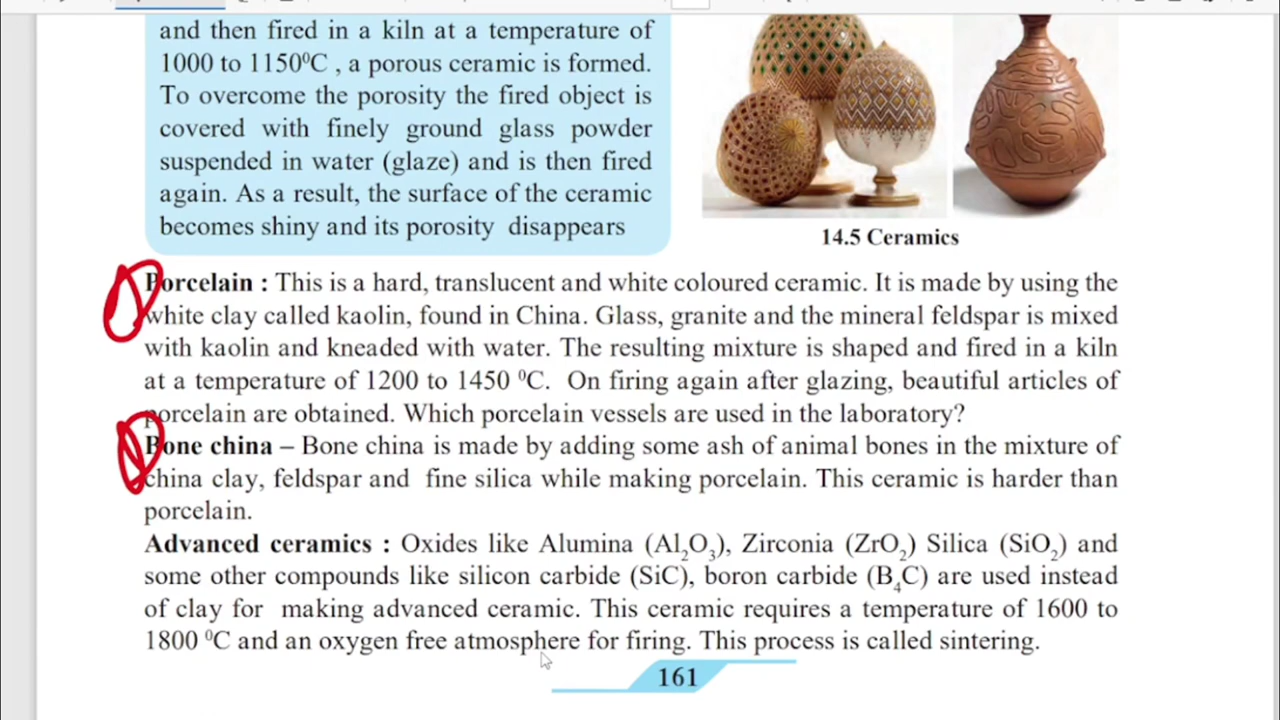 and then fired in a kiln at a temperature of
1000 to 1150⁰C , a porous ceramic is formed.
To overcome the porosity the fired object is
covered with finely ground glass powder
suspended in water (glaze) and is then fired
again. As a result, the surface of the ceramic
becomes shiny and its porosity disappears
14.5 Ceramics
Porcelain : This is a hard, translucent and white coloured ceramic. It is made by using the
white clay called kaolin, found in China. Glass, granite and the mineral feldspar is mixed
with kaolin and kneaded with water. The resulting mixture is shaped and fired in a kiln
at a temperature of 1200 to 1450 ⁰C. On firing again after glazing, beautiful articles of
porcelain are obtained. Which porcelain vessels are used in the laboratory?
Bone china – Bone china is made by adding some ash of animal bones in the mixture of
china clay, feldspar and fine silica while making porcelain. This ceramic is harder than
porcelain.
Advanced ceramics : Oxides like Alumina (Al₂O₃), Zirconia (ZrO₂) Silica (SiO₂) and
some other compounds like silicon carbide (SiC), boron carbide (B₄C) are used instead
of clay for making advanced ceramic. This ceramic requires a temperature of 1600 to
1800 ⁰C and an oxygen free atmosphere for firing. This process is called sintering.
161